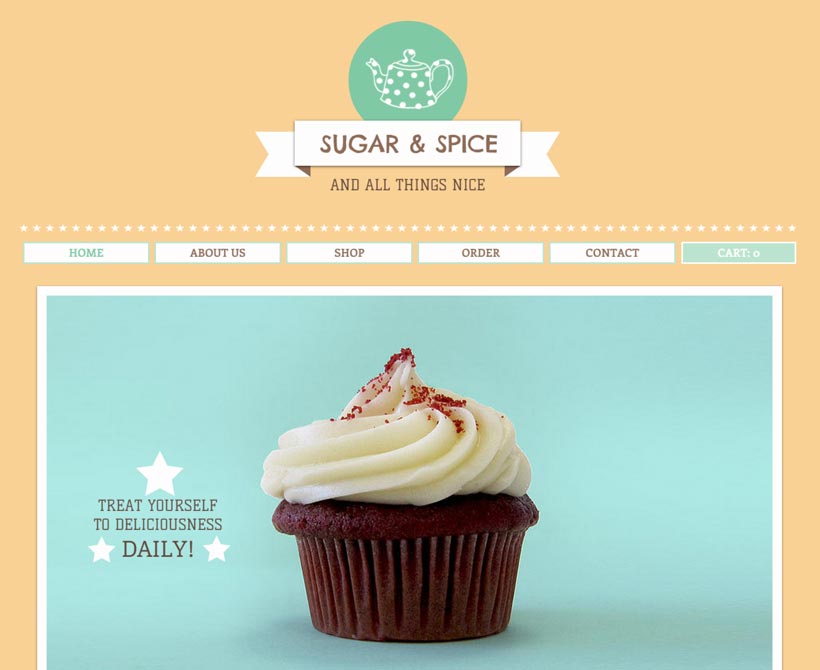 SUGAR & SPICE
AND ALL THINGS NICE
HOME ABOUT US SHOP ORDER CONTACT CART: 0
TREAT YOURSELF
TO DELICIOUSNESS
DAILY!